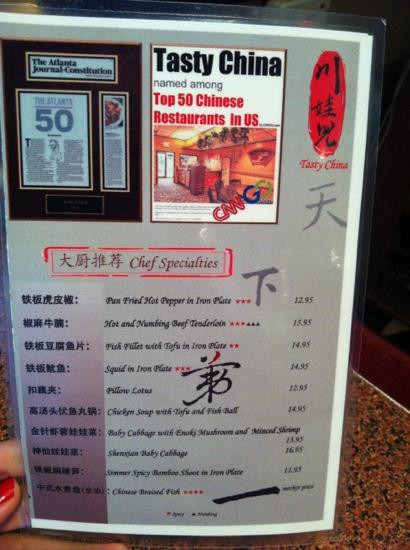 The Atlanta
Journal-Constitution
THE ATLANTA
50
Tasty China
named among
Top 50 Chinese
Restaurants in US
CNNGO
川娃儿
Tasty China
天
下
第
一
大厨推荐 Chef Specialties
铁板虎皮椒: Pan Fried Hot Pepper in Iron Plate ★★★ 12.95
椒麻牛腩: Hot and Numbing Beef Tenderloin ★★★▲▲▲ 15.95
铁板豆腐鱼片: Fish Fillet with Tofu in Iron Plate ★★ 14.95
铁板鱿鱼: Squid in Iron Plate ★★★ 14.95
扣藕夹: Pillow Lotus 12.95
高汤头伏鱼丸锅: Chicken Soup with Tofu and Fish Ball 14.95
金针虾蓉娃娃菜: Baby Cabbage with Enoki Mushroom and Minced Shrimp
13.95
神仙娃娃菜: Shenxian Baby Cabbage 16.95
铁板焖辣笋: Simmer Spicy Bamboo Shoot in Iron Plate 11.95
中式水煮鱼(全鱼): Chinese Braised Fish ★★★★ market price
★ Spicy ▲ Numbing